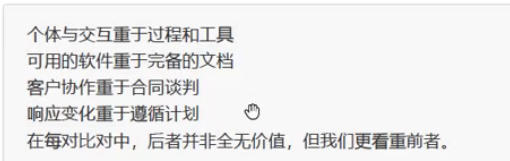 个体与交互重于过程和工具
可用的软件重于完备的文档
客户协作重于合同谈判
响应变化重于遵循计划
在每对比对中，后者并非全无价值，但我们更看重前者。